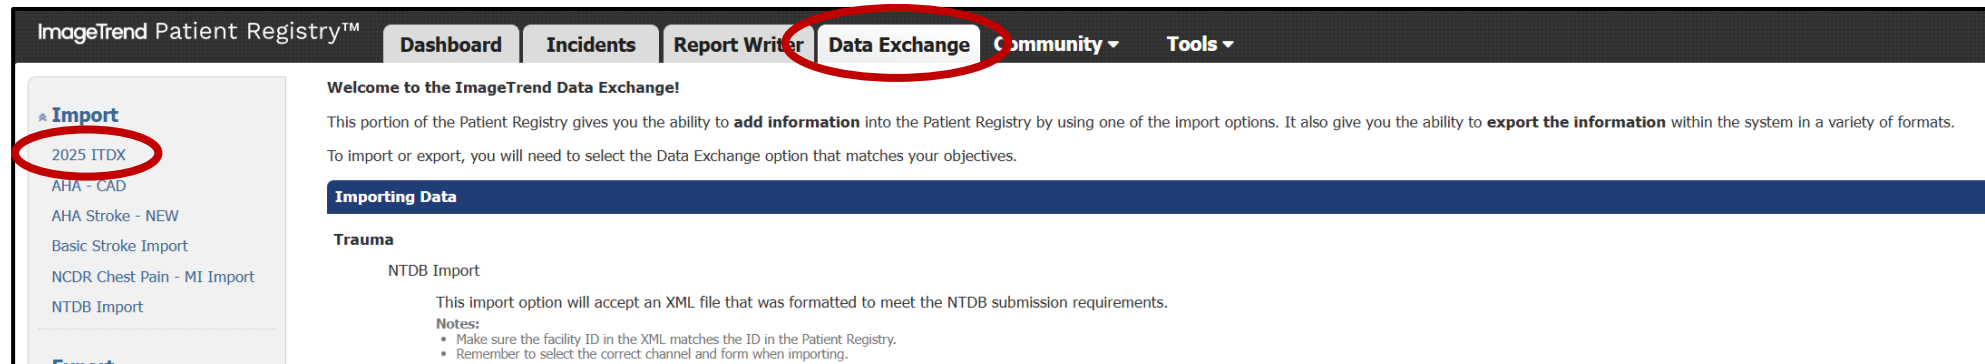 ImageTrend Patient Registry™
Dashboard Incidents Report Writer Data Exchange Community Tools
Import
2025 ITDX
AHA - CAD
AHA Stroke - NEW
Basic Stroke Import
NCDR Chest Pain - MI Import
NTDB Import
Export
Welcome to the ImageTrend Data Exchange!
This portion of the Patient Registry gives you the ability to add information into the Patient Registry by using one of the import options. It also give you the ability to export the information within the system in a variety of formats.
To import or export, you will need to select the Data Exchange option that matches your objectives.
Importing Data
Trauma
NTDB Import
This import option will accept an XML file that was formatted to meet the NTDB submission requirements.
Notes:
• Make sure the facility ID in the XML matches the ID in the Patient Registry.
• Remember to select the correct channel and form when importing.